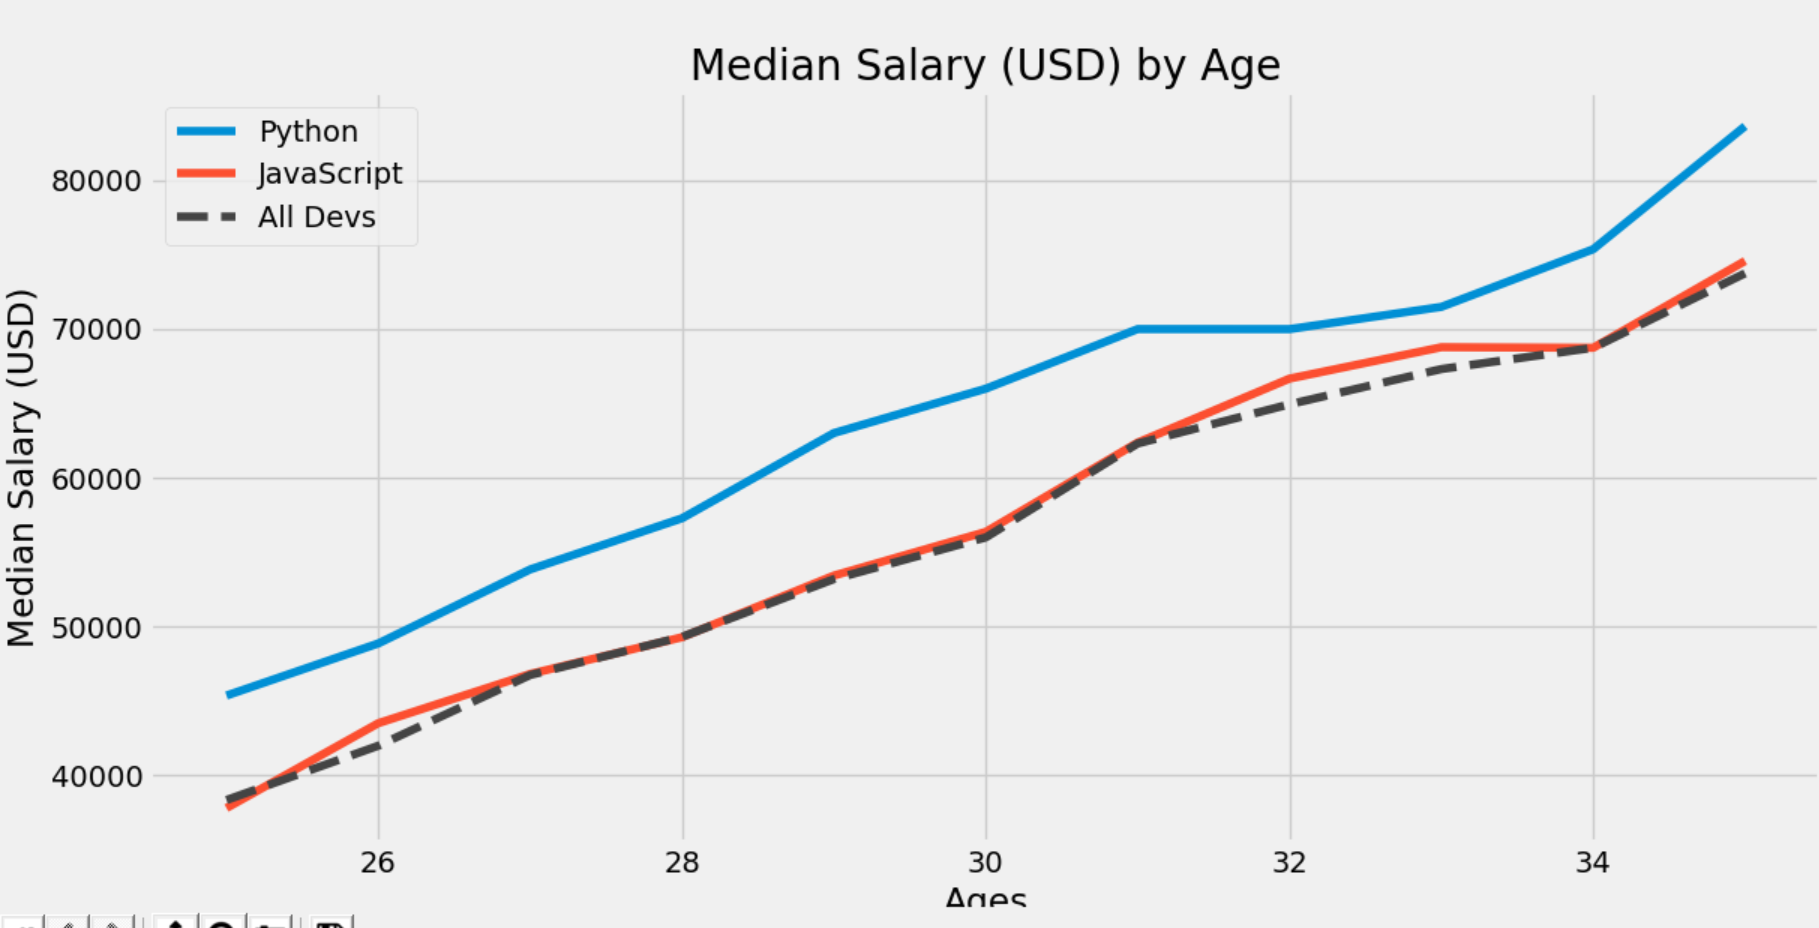 Median Salary (USD) by Age
Python
JavaScript
All Devs
80000
70000
60000
50000
40000
Median Salary (USD)
26 28 30 32 34
Ages